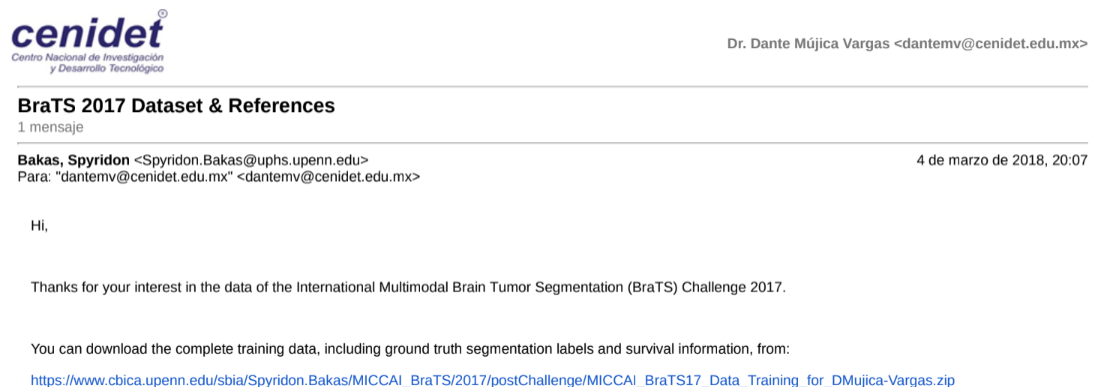 cenidet®
Centro Nacional de Investigación
y Desarrollo Tecnológico
Dr. Dante Mújica Vargas <dantemv@cenidet.edu.mx>
BraTS 2017 Dataset & References
1 mensaje
Bakas, Spyridon <Spyridon.Bakas@uphs.upenn.edu>
4 de marzo de 2018, 20:07
Para: "dantemv@cenidet.edu.mx" <dantemv@cenidet.edu.mx>
Hi,
Thanks for your interest in the data of the International Multimodal Brain Tumor Segmentation (BraTS) Challenge 2017.
You can download the complete training data, including ground truth segmentation labels and survival information, from:
https://www.cbica.upenn.edu/sbia/Spyridon.Bakas/MICCAI_BraTS/2017/postChallenge/MICCAI_BraTS17_Data_Training_for_DMujica-Vargas.zip